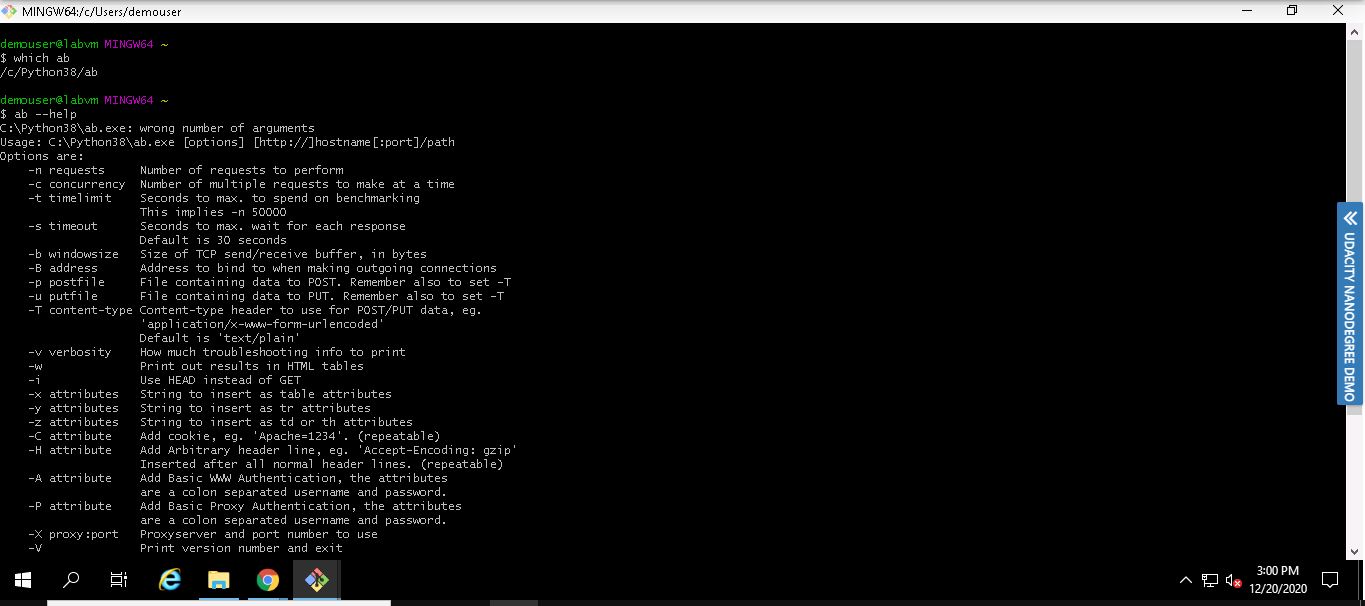 MINGW64:/c/Users/demouser
demouser@labvm MINGW64 ~
$ which ab
/c/Python38/ab
demouser@labvm MINGW64 ~
$ ab --help
C:\Python38\ab.exe: wrong number of arguments
Usage: C:\Python38\ab.exe [options] [http://]hostname[:port]/path
Options are:
    -n requests     Number of requests to perform
    -c concurrency  Number of multiple requests to make at a time
    -t timelimit    Seconds to max. to spend on benchmarking
                    This implies -n 50000
    -s timeout      Seconds to max. wait for each response
                    Default is 30 seconds
    -b windowsize   Size of TCP send/receive buffer, in bytes
    -B address      Address to bind to when making outgoing connections
    -p postfile     File containing data to POST. Remember also to set -T
    -u putfile      File containing data to PUT. Remember also to set -T
    -T content-type Content-type header to use for POST/PUT data, eg.
                    'application/x-www-form-urlencoded'
                    Default is 'text/plain'
    -v verbosity    How much troubleshooting info to print
    -w              Print out results in HTML tables
    -i              Use HEAD instead of GET
    -x attributes   String to insert as table attributes
    -y attributes   String to insert as tr attributes
    -z attributes   String to insert as td or th attributes
    -C attribute    Add cookie, eg. 'Apache=1234'. (repeatable)
    -H attribute    Add Arbitrary header line, eg. 'Accept-Encoding: gzip'
                    Inserted after all normal header lines. (repeatable)
    -A attribute    Add Basic WWW Authentication, the attributes
                    are a colon separated username and password.
    -P attribute    Add Basic Proxy Authentication, the attributes
                    are a colon separated username and password.
    -X proxy:port   Proxyserver and port number to use
    -V              Print version number and exit
UDACITY NANODEGREE DEMO
3:00 PM
12/20/2020